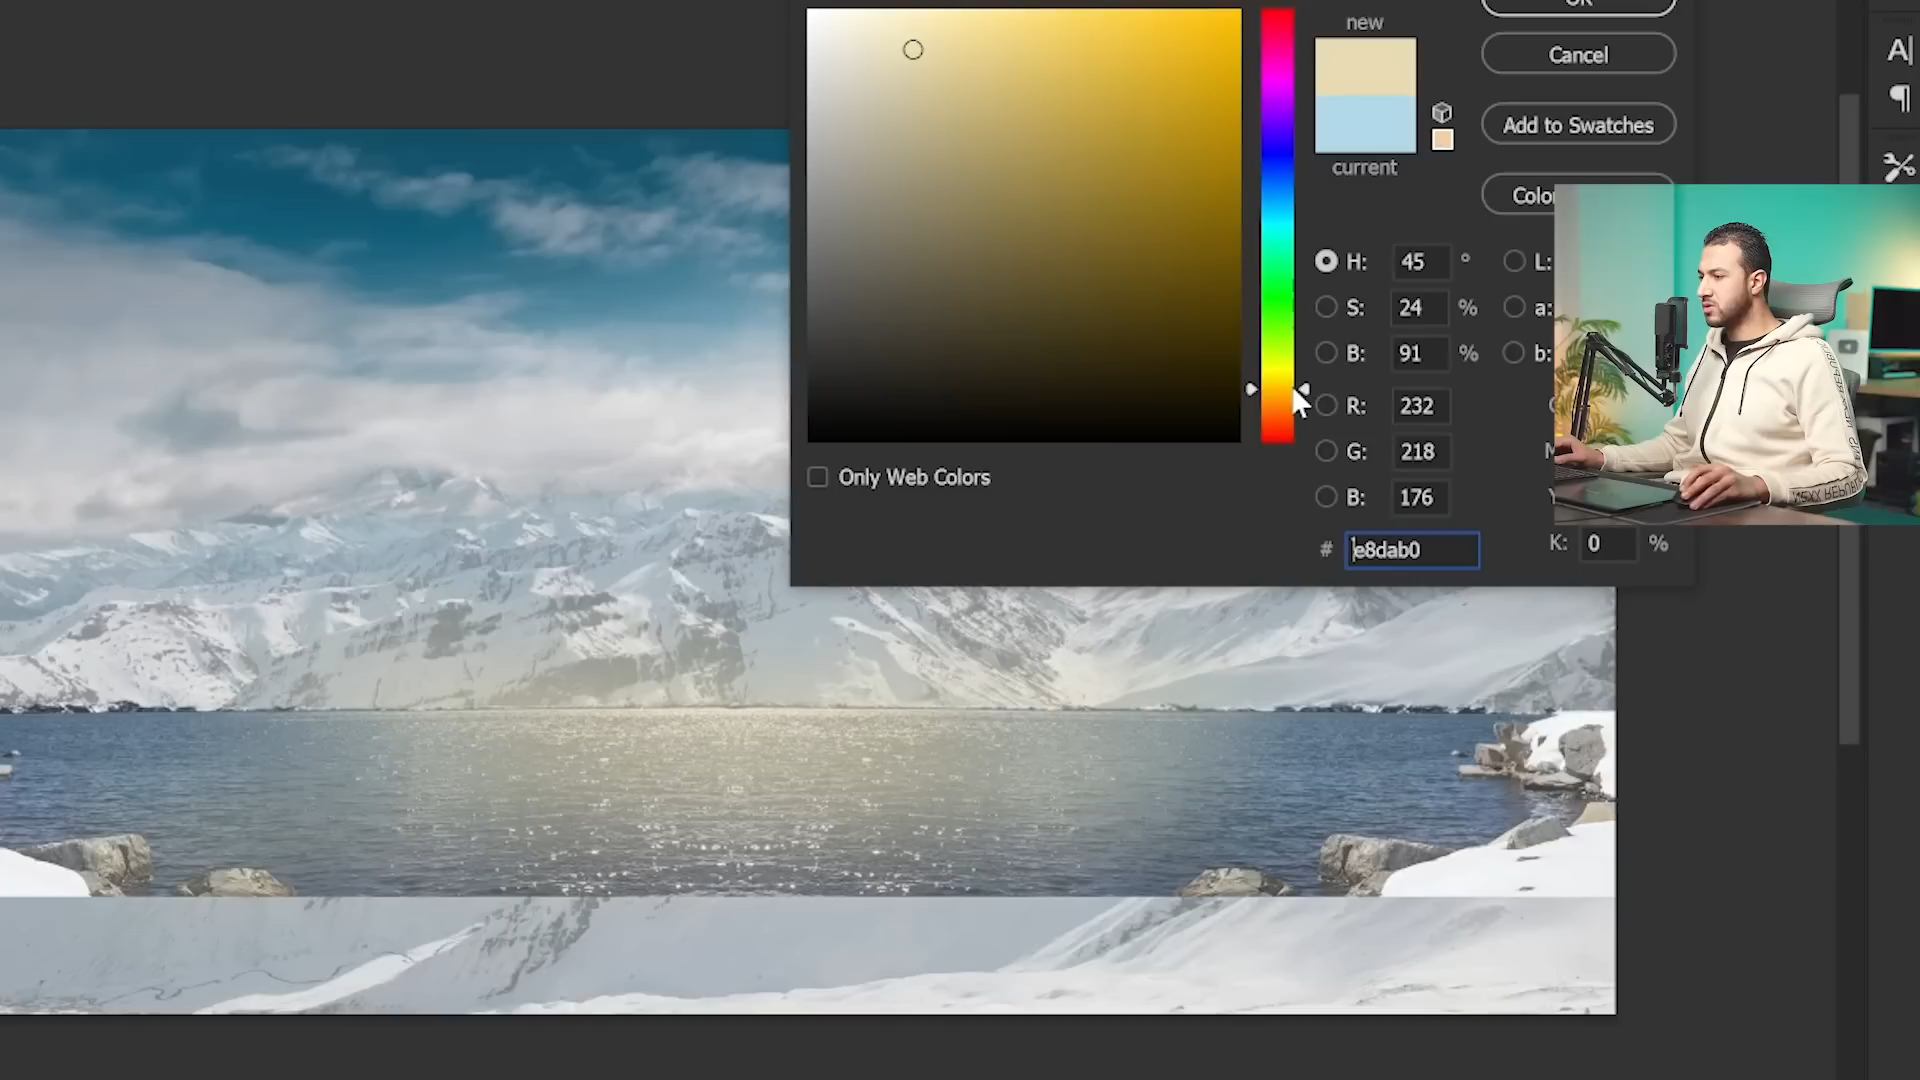 new
Cancel
Add to Swatches
current
Colo
H: 45 °
L:
S: 24 %
a:
B: 91 %
b:
R: 232
G: 218
B: 176
Only Web Colors
# e8dab0
K: 0 %